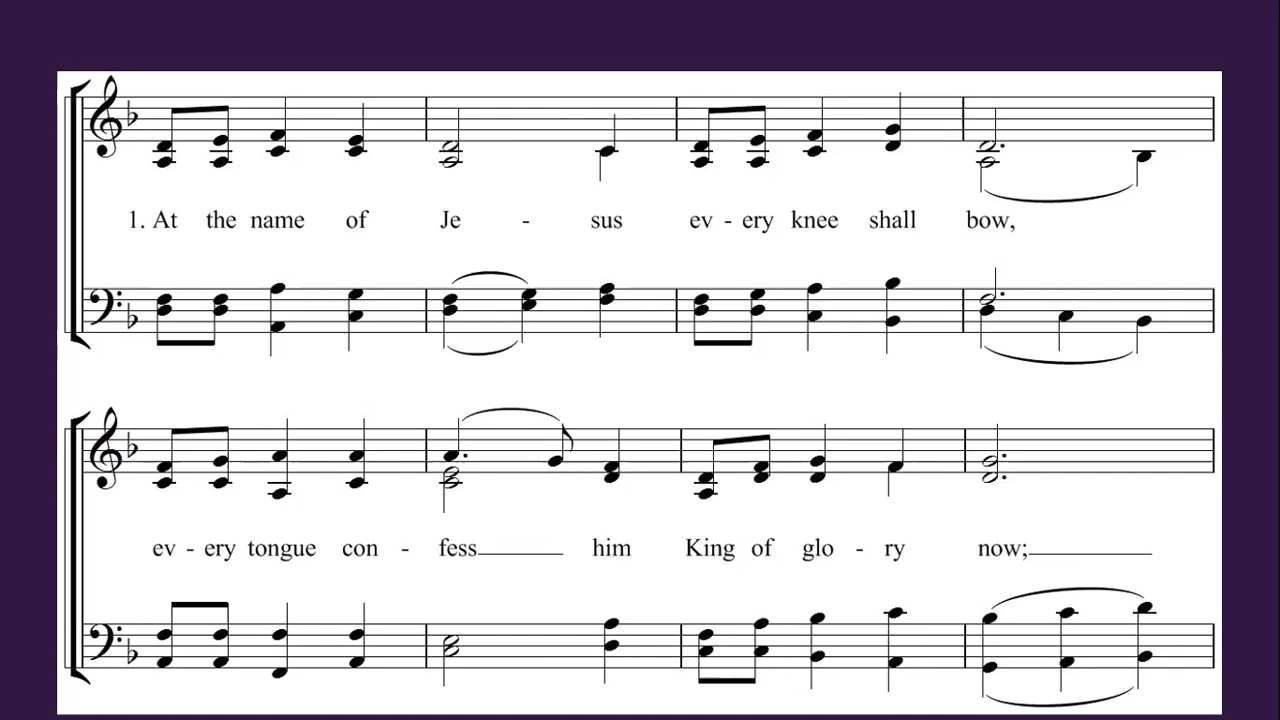 1. At the name of Je - sus ev - ery knee shall bow,
ev - ery tongue con - fess him King of glo - ry now;